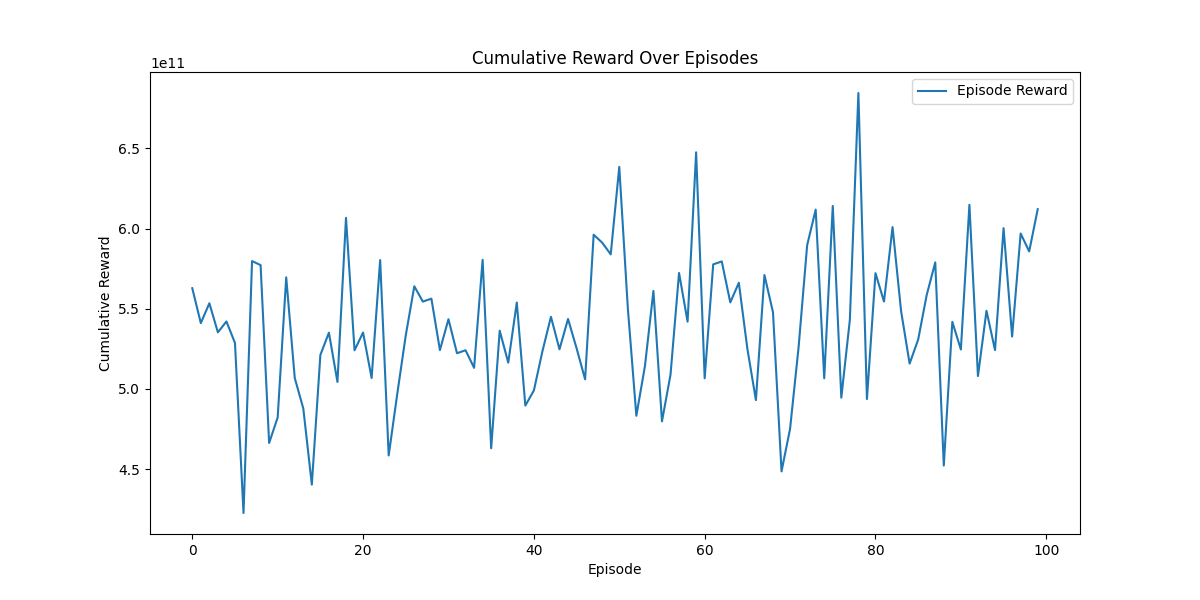 Cumulative Reward Over Episodes
1e11
Episode Reward
6.5
6.0
5.5
5.0
4.5
Cumulative Reward
0 20 40 60 80 100
Episode